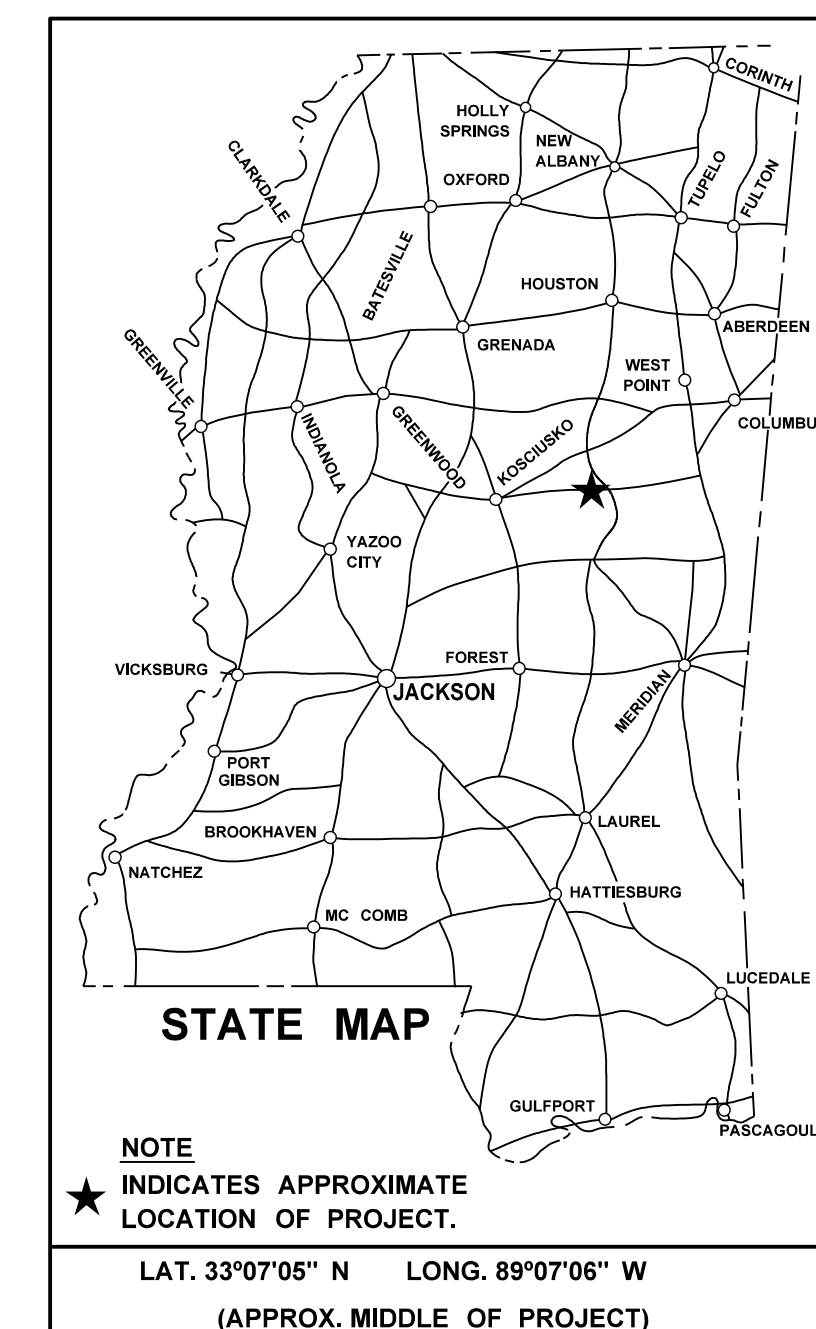 CORINTH
HOLLY
SPRINGS
NEW
ALBANY
CLARKDALE
OXFORD
TUPELO
FULTON
BATESVILLE
HOUSTON
ABERDEEN
GREENVILLE
GRENADA
WEST
POINT
COLUMBU
INDIANOLA
GREENWOOD
KOSCIUSKO
YAZOO
CITY
VICKSBURG
FOREST
JACKSON
MERIDIAN
PORT
GIBSON
BROOKHAVEN
LAUREL
NATCHEZ
HATTIESBURG
MC COMB
LUCEDALE
STATE MAP
GULFPORT
PASCAGOUL
NOTE
INDICATES APPROXIMATE
LOCATION OF PROJECT.
LAT. 33º07'05" N LONG. 89º07'06" W
(APPROX. MIDDLE OF PROJECT)